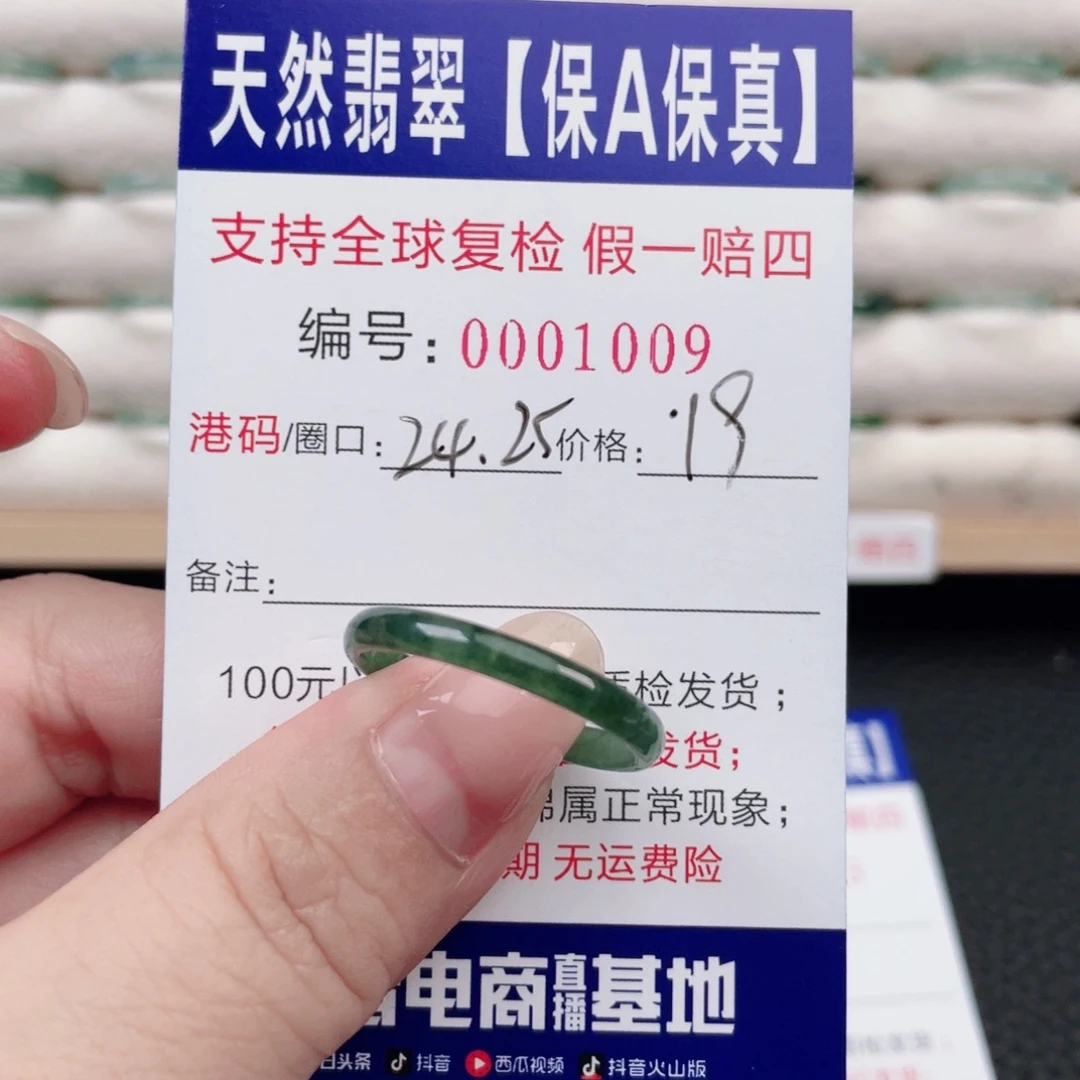 天然翡翠【保A保真】
支持全球复检 假一赔四
编号：0001009
港码/圈口：24.25价格：19
备注：
100元 检发货；
发货；
属正常现象；
期 无运费险
电商直播基地
头条 抖音 西瓜视频 抖音火山版